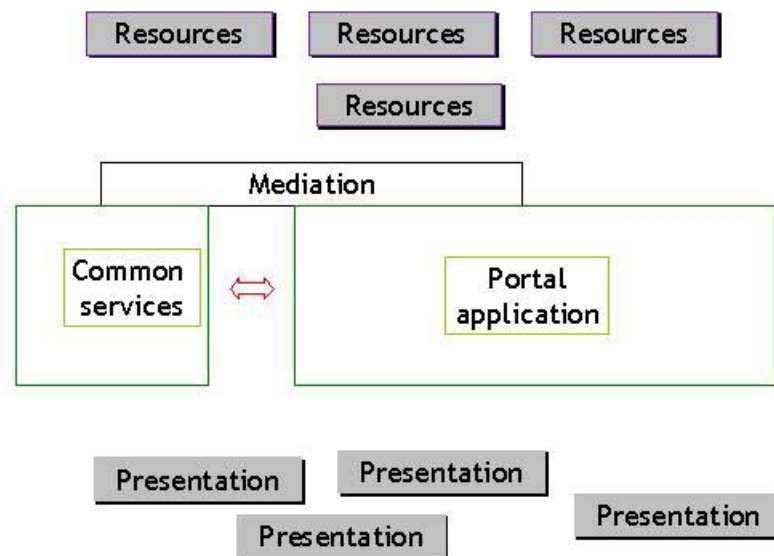 Resources
Resources
Resources
Resources
Mediation
Common
services
Portal
application
Presentation
Presentation
Presentation
Presentation